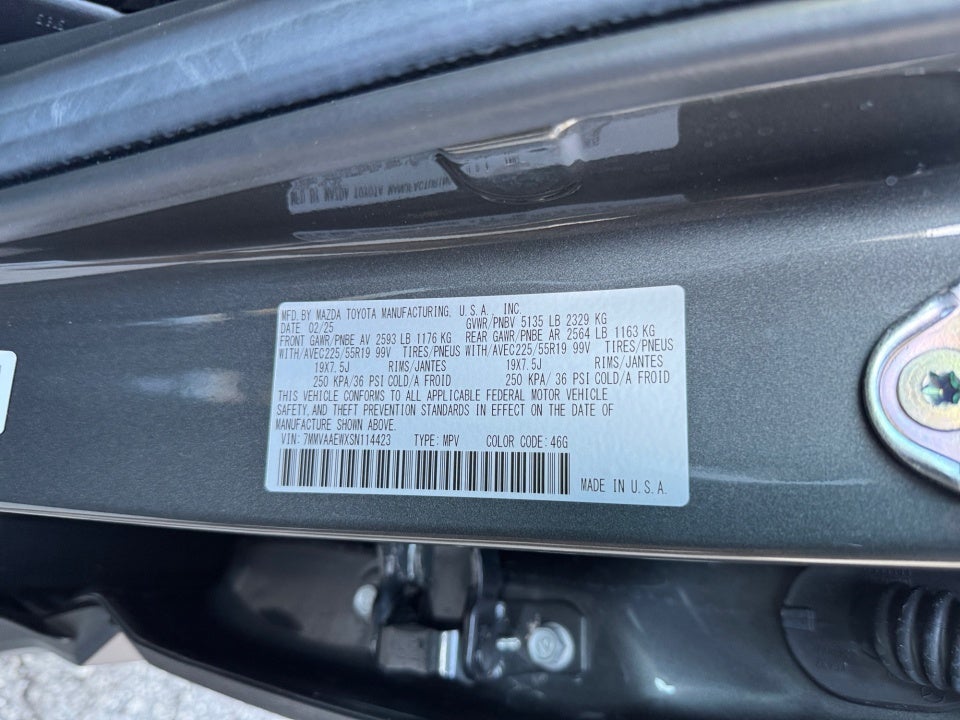 MFD. BY MAZDA TOYOTA MANUFACTURING, U.S.A., INC.
DATE 02/25 GVWR/PNBV 5135 LB 2329 KG
FRONT GAWR/PNBE AV 2593 LB 1176 KG REAR GAWR/PNBE AR 2564 LB 1163 KG
WITH/AVEC225/55R19 99V TIRES/PNEUS WITH/AVEC225/55R19 99V TIRES/PNEUS
19X7.5J RIMS/JANTES 19X7.5J RIMS/JANTES
250 KPA/36 PSI COLD/A FROID 250 KPA/ 36 PSI COLD/A FROID
THIS VEHICLE CONFORMS TO ALL APPLICABLE FEDERAL MOTOR VEHICLE
SAFETY, AND THEFT PREVENTION STANDARDS IN EFFECT ON THE DATE OF
MANUFACTURE SHOWN ABOVE.
VIN: 7MMVAAEWXSN114423 TYPE: MPV COLOR CODE: 46G
MADE IN U.S.A.